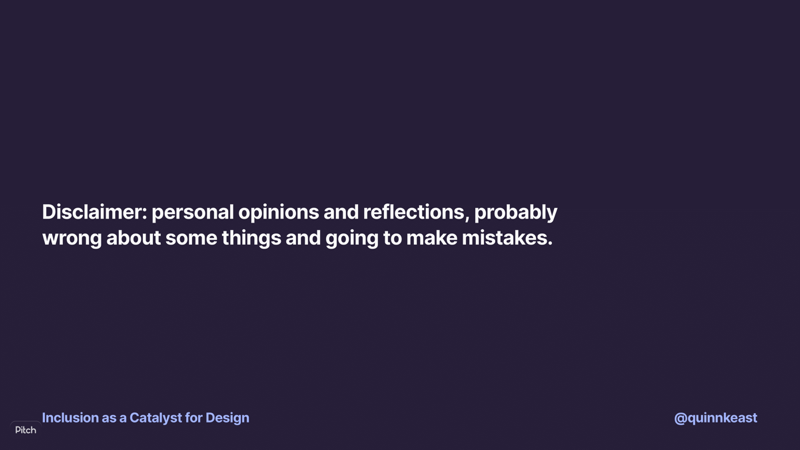 Disclaimer: personal opinions and reflections, probably
wrong about some things and going to make mistakes.
Inclusion as a Catalyst for Design
@quinnkeast
Pitch